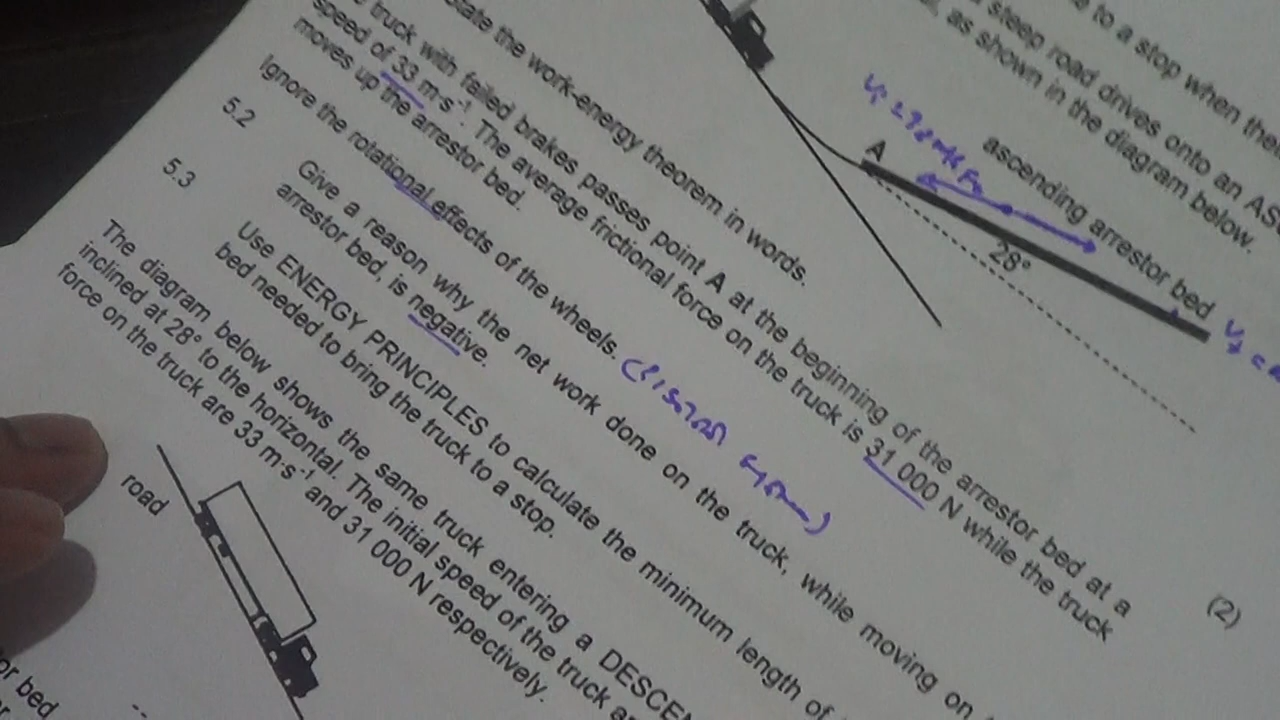 e to a stop when the
steep road drives onto an AS
, as shown in the diagram below.
ascending arrestor bed
A
28°
state the work-energy theorem in words.
(2)
truck with failed brakes passes point A at the beginning of the arrestor bed at a
speed of 33 m·s⁻¹. The average frictional force on the truck is 31 000 N while the truck
moves up the arrestor bed.
Ignore the rotational effects of the wheels.
5.2 Give a reason why the net work done on the truck, while moving on
arrestor bed, is negative.
5.3 Use ENERGY PRINCIPLES to calculate the minimum length of
bed needed to bring the truck to a stop.
The diagram below shows the same truck entering a DESCEN
inclined at 28° to the horizontal. The initial speed of the truck an
force on the truck are 33 m·s⁻¹ and 31 000 N respectively.
road
or bed